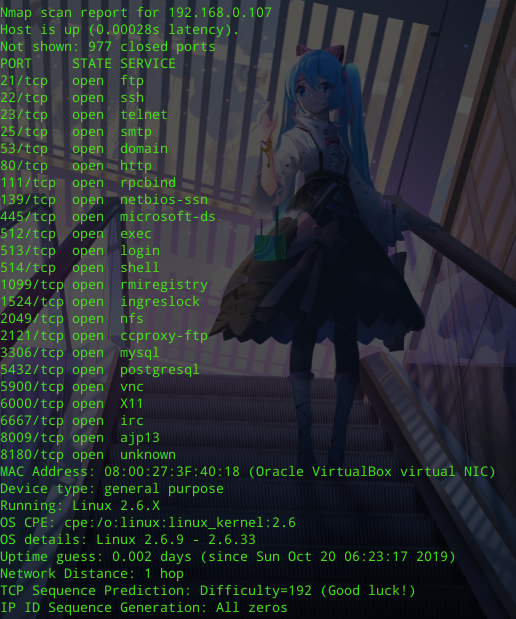 Nmap scan report for 192.168.0.107
Host is up (0.00028s latency).
Not shown: 977 closed ports
PORT     STATE SERVICE
21/tcp   open  ftp
22/tcp   open  ssh
23/tcp   open  telnet
25/tcp   open  smtp
53/tcp   open  domain
80/tcp   open  http
111/tcp  open  rpcbind
139/tcp  open  netbios-ssn
445/tcp  open  microsoft-ds
512/tcp  open  exec
513/tcp  open  login
514/tcp  open  shell
1099/tcp open  rmiregistry
1524/tcp open  ingreslock
2049/tcp open  nfs
2121/tcp open  ccproxy-ftp
3306/tcp open  mysql
5432/tcp open  postgresql
5900/tcp open  vnc
6000/tcp open  X11
6667/tcp open  irc
8009/tcp open  ajp13
8180/tcp open  unknown
MAC Address: 08:00:27:3F:40:18 (Oracle VirtualBox virtual NIC)
Device type: general purpose
Running: Linux 2.6.X
OS CPE: cpe:/o:linux:linux_kernel:2.6
OS details: Linux 2.6.9 - 2.6.33
Uptime guess: 0.002 days (since Sun Oct 20 06:23:17 2019)
Network Distance: 1 hop
TCP Sequence Prediction: Difficulty=192 (Good luck!)
IP ID Sequence Generation: All zeros